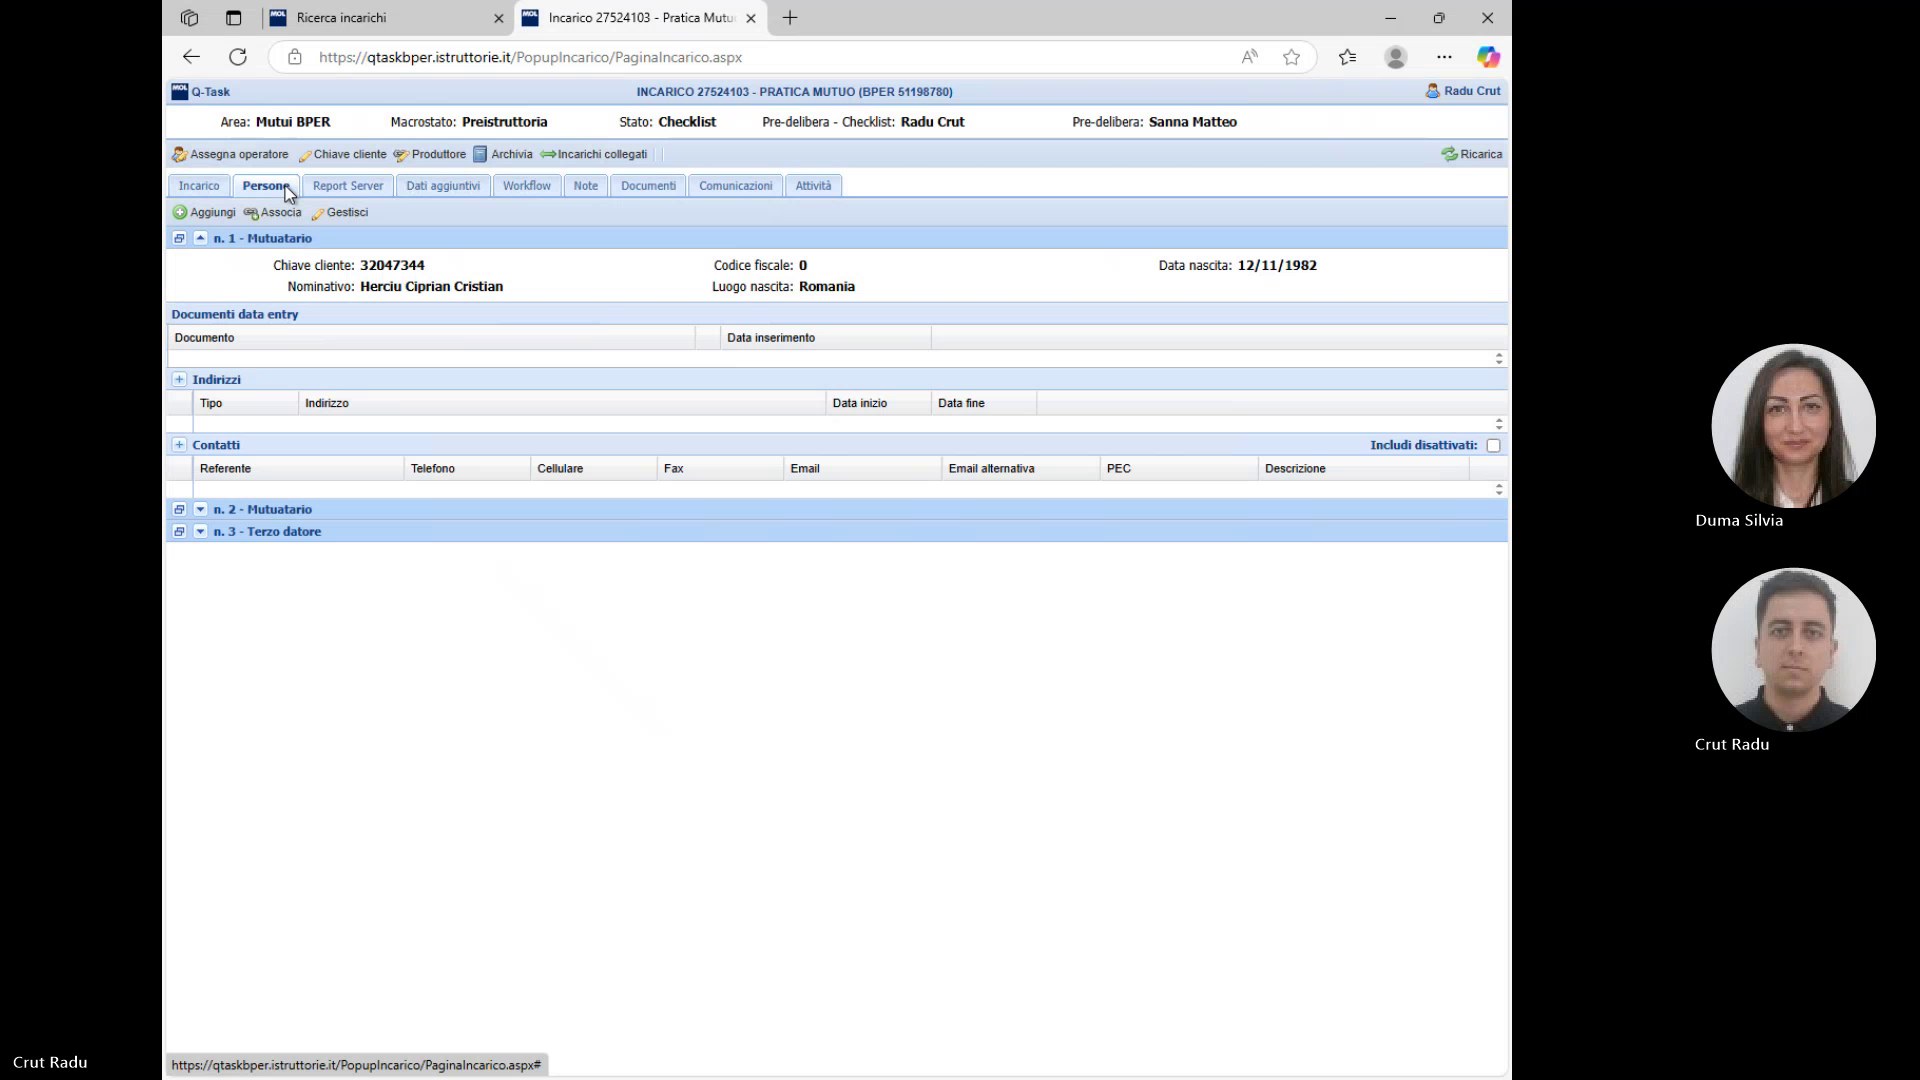 MOL Ricerca incarichi
MOL Incarico 27524103 - Pratica Mutu
https://qtaskbper.istruttorie.it/PopupIncarico/PaginaIncarico.aspx
MOL Q-Task INCARICO 27524103 - PRATICA MUTUO (BPER 51198780) Radu Crut
Area: Mutui BPER Macrostato: Preistruttoria Stato: Checklist Pre-delibera - Checklist: Radu Crut Pre-delibera: Sanna Matteo
Assegna operatore Chiave cliente Produttore Archivia Incarichi collegati Ricarica
Incarico Persone Report Server Dati aggiuntivi Workflow Note Documenti Comunicazioni Attività
Aggiungi Associa Gestisci
n. 1 - Mutuatario
Chiave cliente: 32047344 Codice fiscale: 0 Data nascita: 12/11/1982
Nominativo: Herciu Ciprian Cristian Luogo nascita: Romania
Documenti data entry
Documento Data inserimento
Indirizzi
Tipo Indirizzo Data inizio Data fine
Contatti Includi disattivati:
Referente Telefono Cellulare Fax Email Email alternativa PEC Descrizione
n. 2 - Mutuatario
n. 3 - Terzo datore
Duma Silvia
Crut Radu
https://qtaskbper.istruttorie.it/PopupIncarico/PaginaIncarico.aspx#
Crut Radu